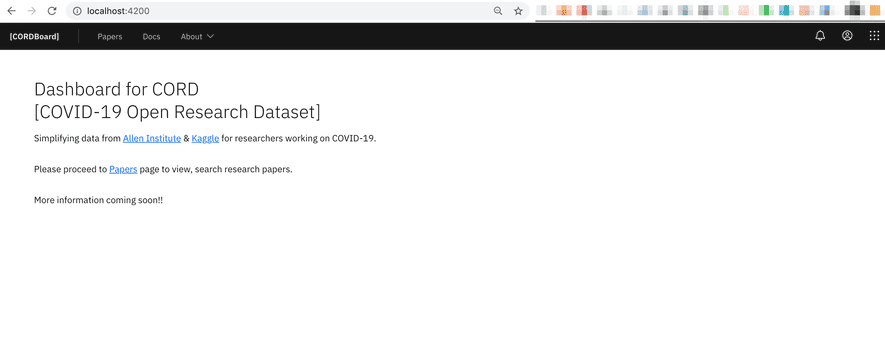 localhost:4200
[CORDBoard] Papers Docs About
Dashboard for CORD
[COVID-19 Open Research Dataset]
Simplifying data from Allen Institute & Kaggle for researchers working on COVID-19.
Please proceed to Papers page to view, search research papers.
More information coming soon!!